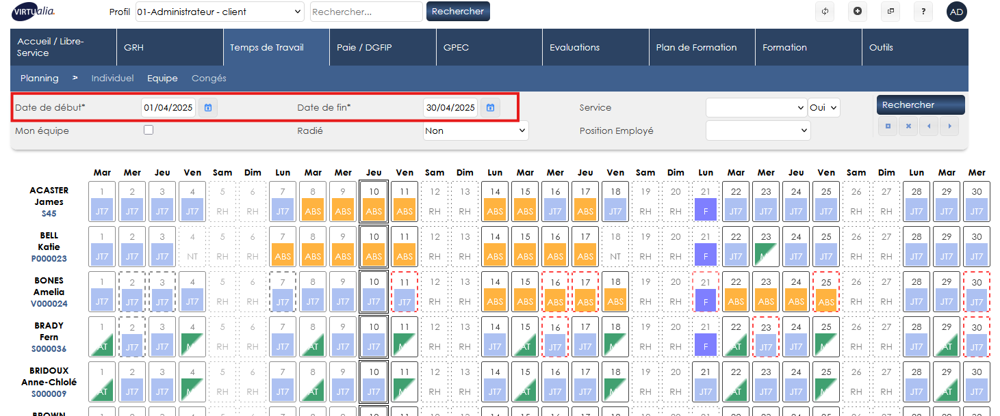 VIRTUalia.
Profil 01-Administrateur - client Rechercher... Rechercher ? AD
Accueil / Libre-Service GRH Temps de Travail Paie / DGFIP GPEC Evaluations Plan de Formation Formation Outils
Planning > Individuel Equipe Congés
Date de début* 01/04/2025 Date de fin* 30/04/2025 Service Oui Rechercher
Mon équipe Radié Non Position Employé
Mar Mer Jeu Ven Sam Dim Lun Mar Mer Jeu Ven Sam Dim Lun Mar Mer Jeu Ven Sam Dim Lun Mar Mer Jeu Ven Sam Dim Lun Mar Mer
ACASTER
James
S45
1 2 3 4 5 6 7 8 9 10 11 12 13 14 15 16 17 18 19 20 21 22 23 24 25 26 27 28 29 30
JT7 JT7 JT7 JT7 RH RH JT7 ABS ABS ABS ABS RH RH ABS ABS JT7 ABS JT7 RH RH F JT7 JT7 JT7 JT7 RH RH JT7 JT7 JT7
BELL
Katie
P000023
1 2 3 4 5 6 7 8 9 10 11 12 13 14 15 16 17 18 19 20 21 22 23 24 25 26 27 28 29 30
JT7 JT7 JT7 NT RH RH ABS ABS ABS ABS ABS RH RH ABS ABS ABS ABS NT RH RH F JT7 JT7 JT7 RH RH JT7 JT7 JT7
BONES
Amelia
V000024
1 2 3 4 5 6 7 8 9 10 11 12 13 14 15 16 17 18 19 20 21 22 23 24 25 26 27 28 29 30
JT7 JT7 JT7 JT7 RH RH JT7 JT7 JT7 JT7 JT7 RH RH ABS ABS ABS ABS ABS RH RH F ABS ABS ABS ABS RH RH JT7 JT7 JT7
BRADY
Fern
S000036
1 2 3 4 5 6 7 8 9 10 11 12 13 14 15 16 17 18 19 20 21 22 23 24 25 26 27 28 29 30
AT JT7 JT7 RH RH JT7 AT JT7 JT7 RH RH JT7 AT JT7 JT7 RH RH F AT JT7 JT7 RH RH JT7 AT JT7
BRIDOUX
Anne-Chlolé
S000009
1 2 3 4 5 6 7 8 9 10 11 12 13 14 15 16 17 18 19 20 21 22 23 24 25 26 27 28 29 30
AT JT7 JT7 RH RH JT7 AT JT7 JT7 RH RH JT7 AT JT7 JT7 RH RH JT7 AT JT7 JT7 RH RH JT7 AT JT7
BROWN